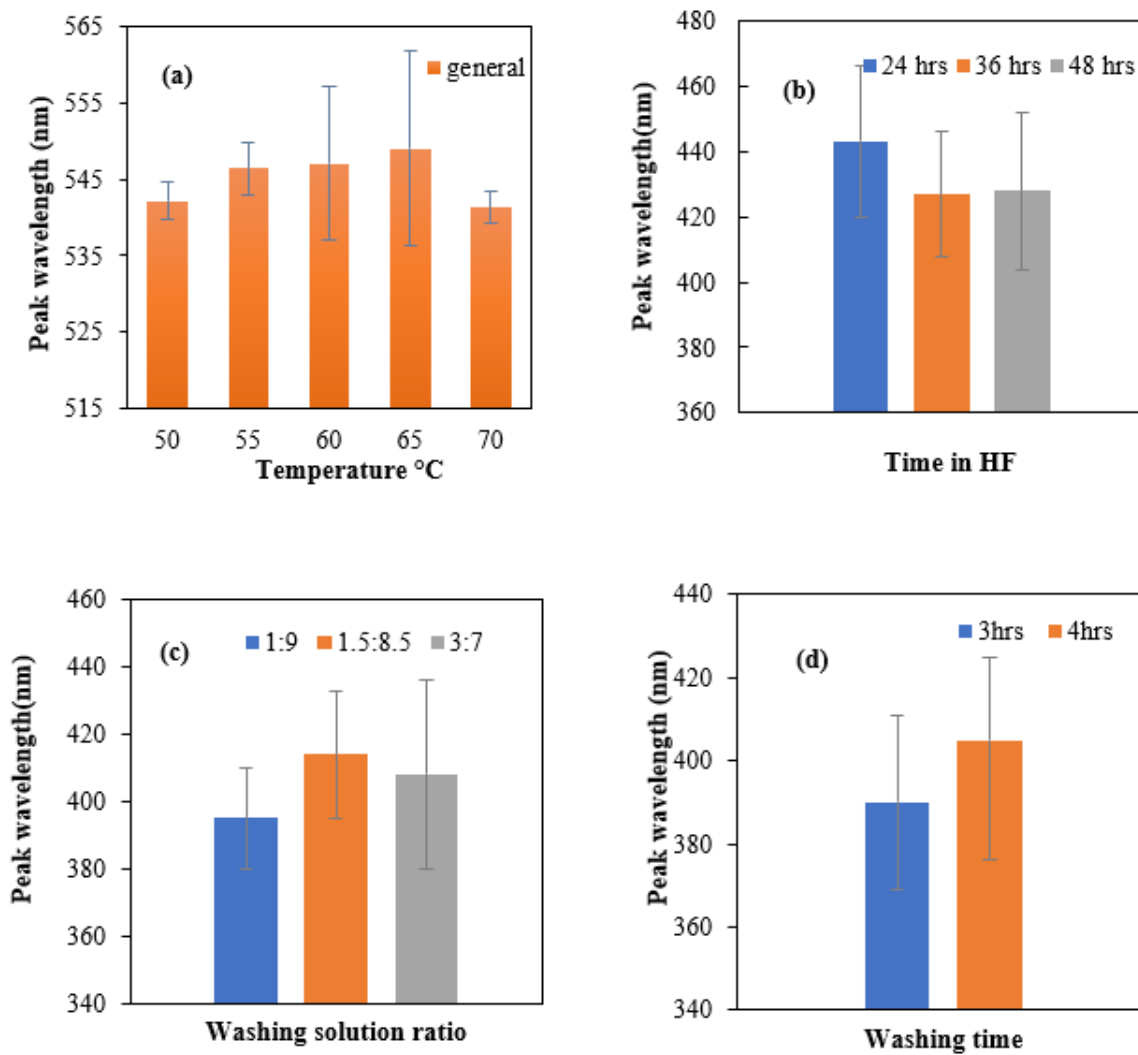 (a)
general
Peak wavelength (nm)
565
555
545
535
525
515
50 55 60 65 70
Temperature °C
(b)
24 hrs 36 hrs 48 hrs
Peak wavelength(nm)
480
460
440
420
400
380
360
Time in HF
(c)
1:9 1.5:8.5 3:7
Peak wavelength(nm)
460
440
420
400
380
360
340
Washing solution ratio
(d)
3hrs 4hrs
Peak wavelength (nm)
440
420
400
380
360
340
Washing time